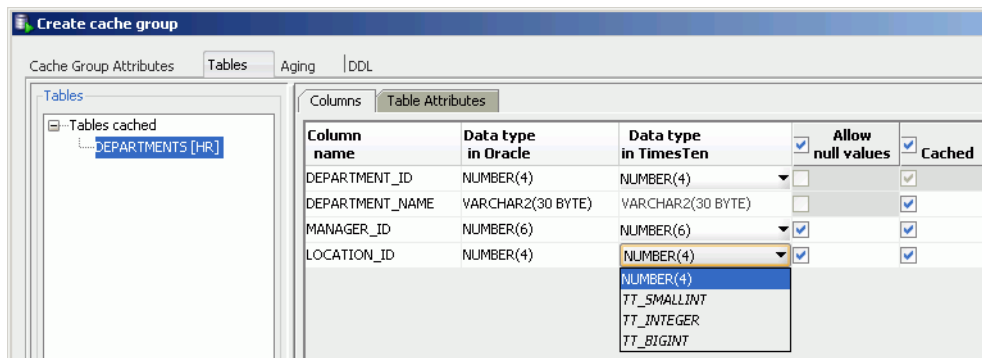 Create cache group
Cache Group Attributes Tables Aging DDL
Tables
Tables cached
DEPARTMENTS [HR]
Columns Table Attributes
Column name Data type in Oracle Data type in TimesTen Allow null values Cached
DEPARTMENT_ID NUMBER(4) NUMBER(4)
DEPARTMENT_NAME VARCHAR2(30 BYTE) VARCHAR2(30 BYTE)
MANAGER_ID NUMBER(6) NUMBER(6)
LOCATION_ID NUMBER(4) NUMBER(4)
NUMBER(4)
TT_SMALLINT
TT_INTEGER
TT_BIGINT